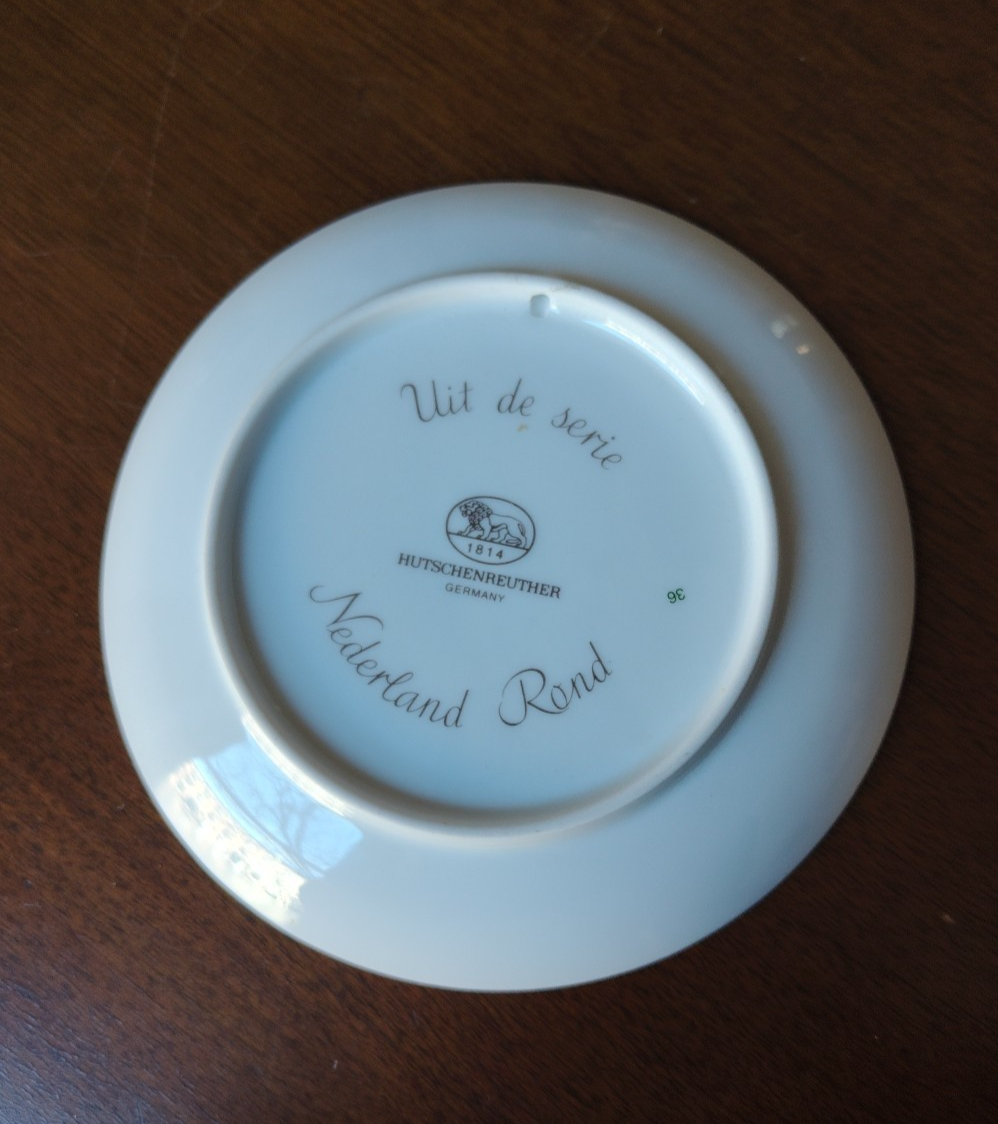 Uit de serie
1814
HUTSCHENREUTHER
GERMANY
36
Nederland Rond